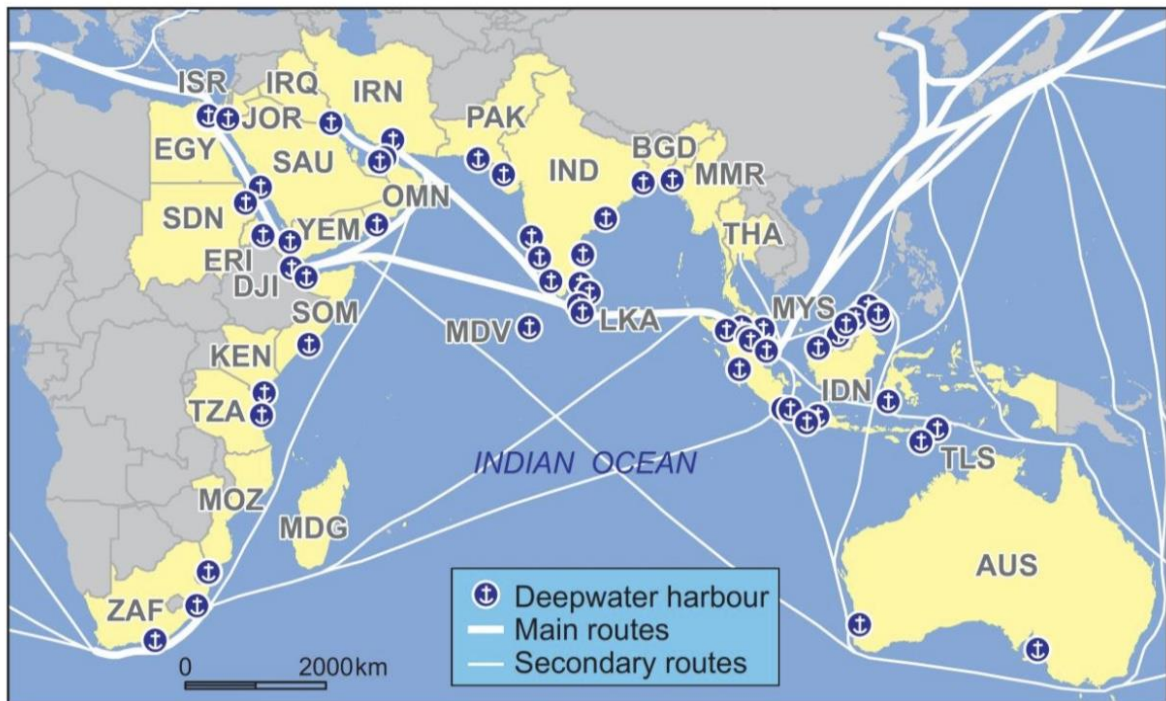 ISR
IRQ
IRN
JOR
PAK
EGY
SAU
BGD
IND
MMR
OMN
SDN
YEM
THA
ERI
DJI
SOM
MYS
MDV
LKA
KEN
IDN
TZA
INDIAN OCEAN
TLS
MOZ
MDG
AUS
ZAF
Deepwater harbour
Main routes
Secondary routes
0 2000km